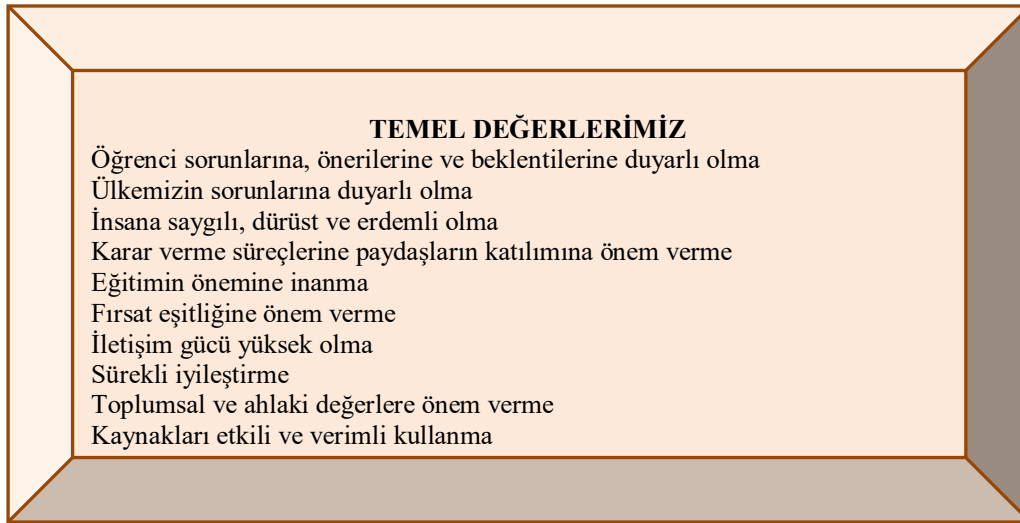 TEMEL DEĞERLERİMİZ
Öğrenci sorunlarına, önerilerine ve beklentilerine duyarlı olma
Ülkemizin sorunlarına duyarlı olma
İnsana saygılı, dürüst ve erdemli olma
Karar verme süreçlerine paydaşların katılımına önem verme
Eğitimin önemine inanma
Fırsat eşitliğine önem verme
İletişim gücü yüksek olma
Sürekli iyileştirme
Toplumsal ve ahlaki değerlere önem verme
Kaynakları etkili ve verimli kullanma